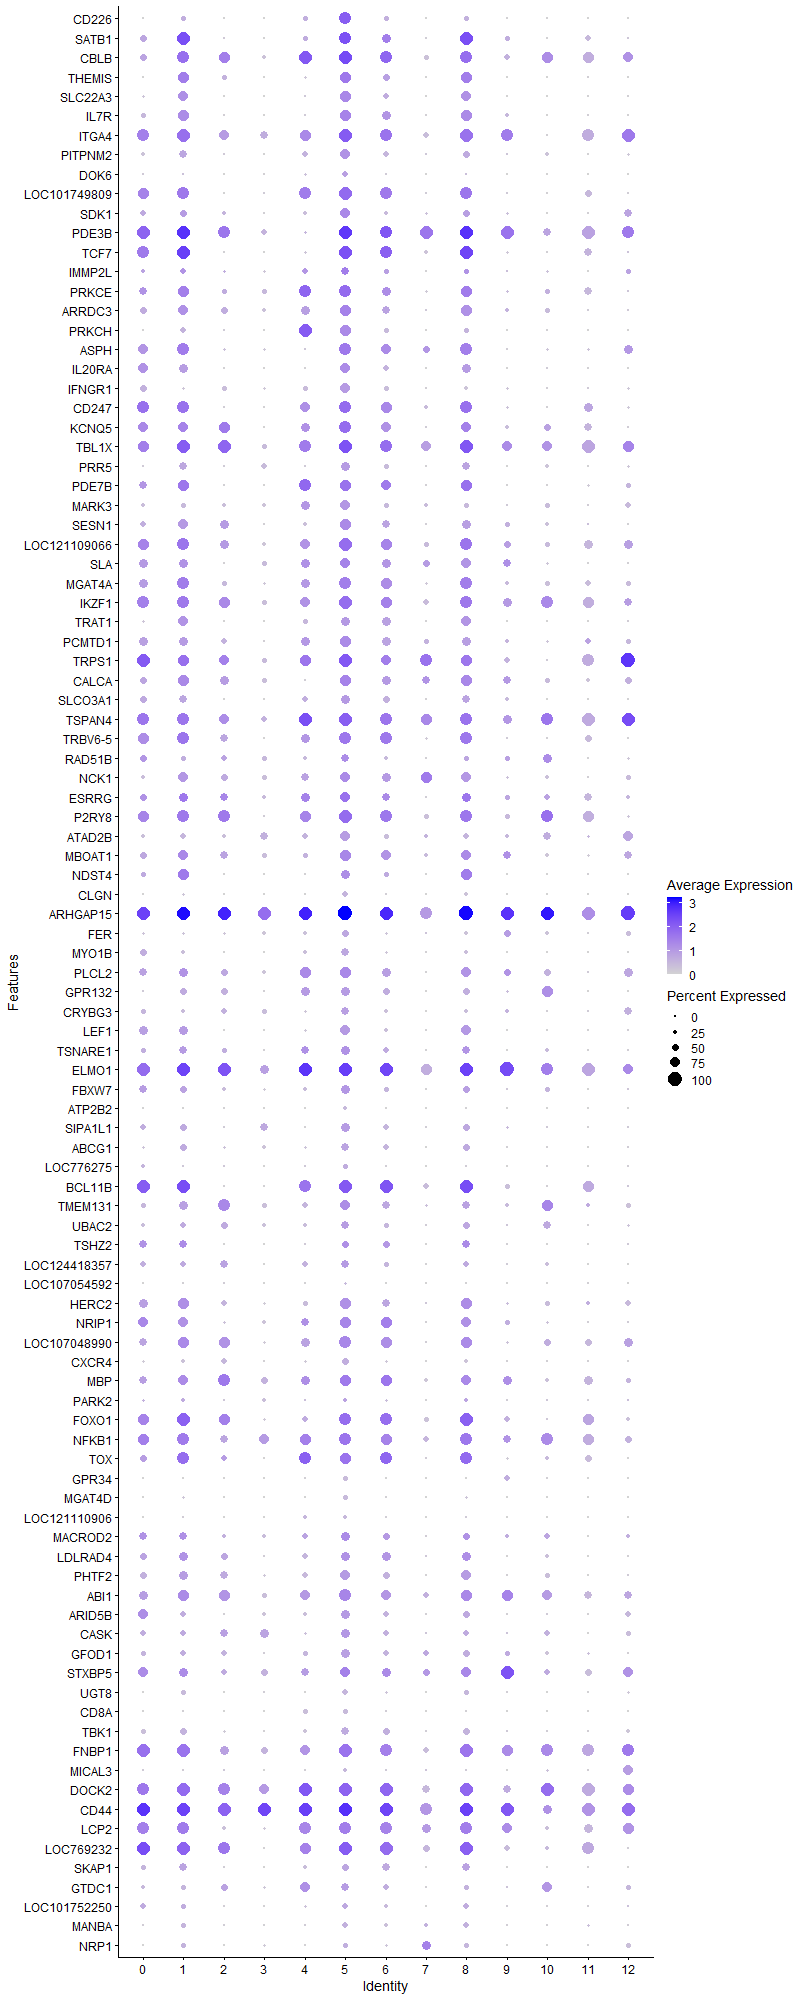 CD226
SATB1
CBLB
THEMIS
SLC22A3
IL7R
ITGA4
PITPNM2
DOK6
LOC101749809
SDK1
PDE3B
TCF7
IMMP2L
PRKCE
ARRDC3
PRKCH
ASPH
IL20RA
IFNGR1
CD247
KCNQ5
TBL1X
PRR5
PDE7B
MARK3
SESN1
LOC121109066
SLA
MGAT4A
IKZF1
TRAT1
PCMTD1
TRPS1
CALCA
SLCO3A1
TSPAN4
TRBV6-5
RAD51B
NCK1
ESRRG
P2RY8
ATAD2B
MBOAT1
NDST4
CLGN
ARHGAP15
FER
MYO1B
PLCL2
GPR132
CRYBG3
LEF1
TSNARE1
ELMO1
FBXW7
ATP2B2
SIPA1L1
ABCG1
LOC776275
BCL11B
TMEM131
UBAC2
TSHZ2
LOC124418357
LOC107054592
HERC2
NRIP1
LOC107048990
CXCR4
MBP
PARK2
FOXO1
NFKB1
TOX
GPR34
MGAT4D
LOC121110906
MACROD2
LDLRAD4
PHTF2
ABI1
ARID5B
CASK
GFOD1
STXBP5
UGT8
CD8A
TBK1
FNBP1
MICAL3
DOCK2
CD44
LCP2
LOC769232
SKAP1
GTDC1
LOC101752250
MANBA
NRP1
Features
0 1 2 3 4 5 6 7 8 9 10 11 12
Identity
Average Expression
3
2
1
0
Percent Expressed
0
25
50
75
100